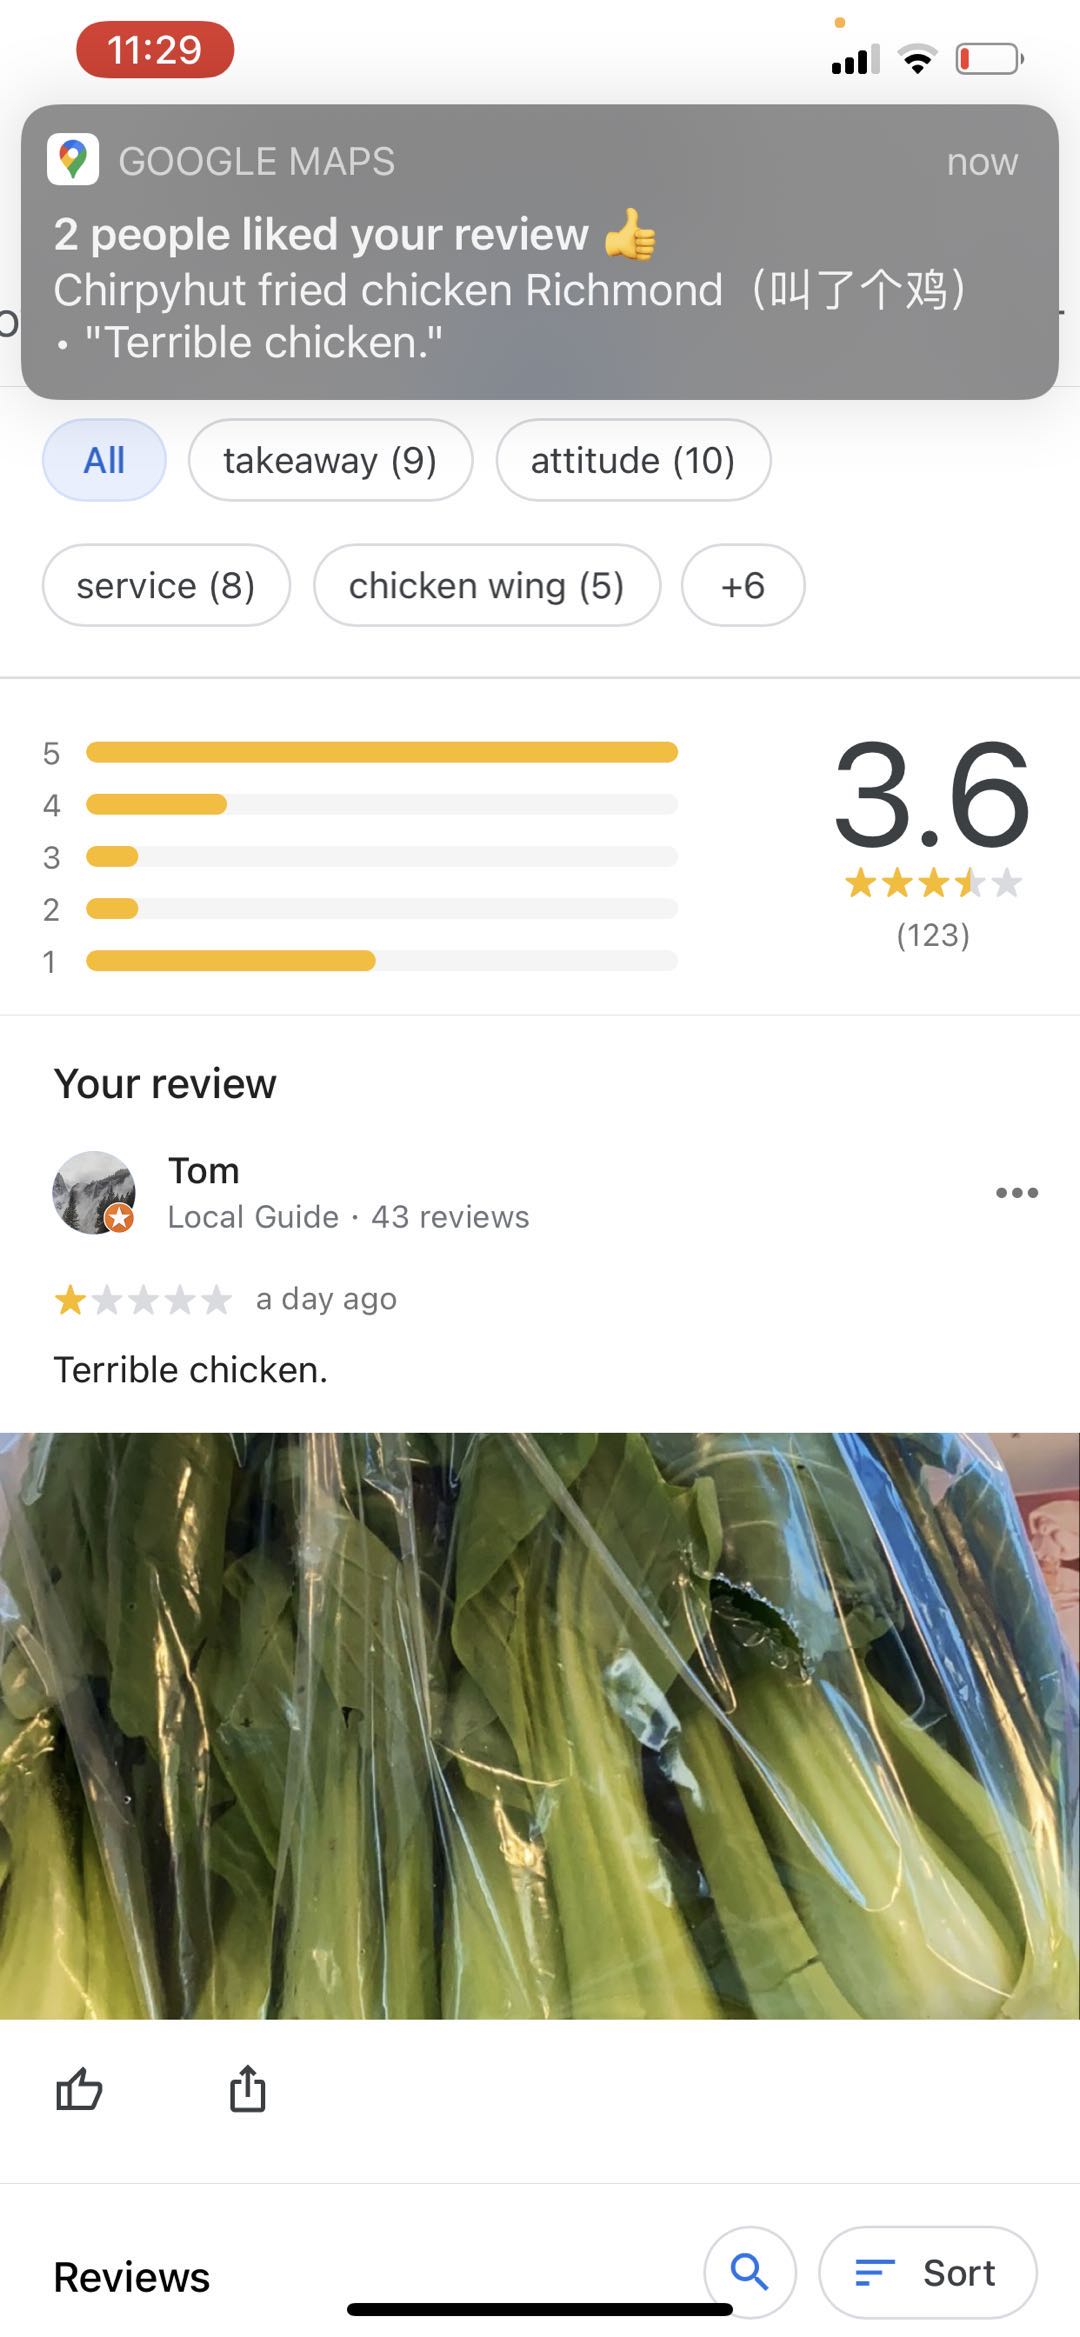 11:29
GOOGLE MAPS now
2 people liked your review 👍
Chirpyhut fried chicken Richmond（叫了个鸡）
• "Terrible chicken."
All takeaway (9) attitude (10)
service (8) chicken wing (5) +6
5
4
3
2
1
3.6
(123)
Your review
Tom
Local Guide · 43 reviews
a day ago
Terrible chicken.
Reviews Sort